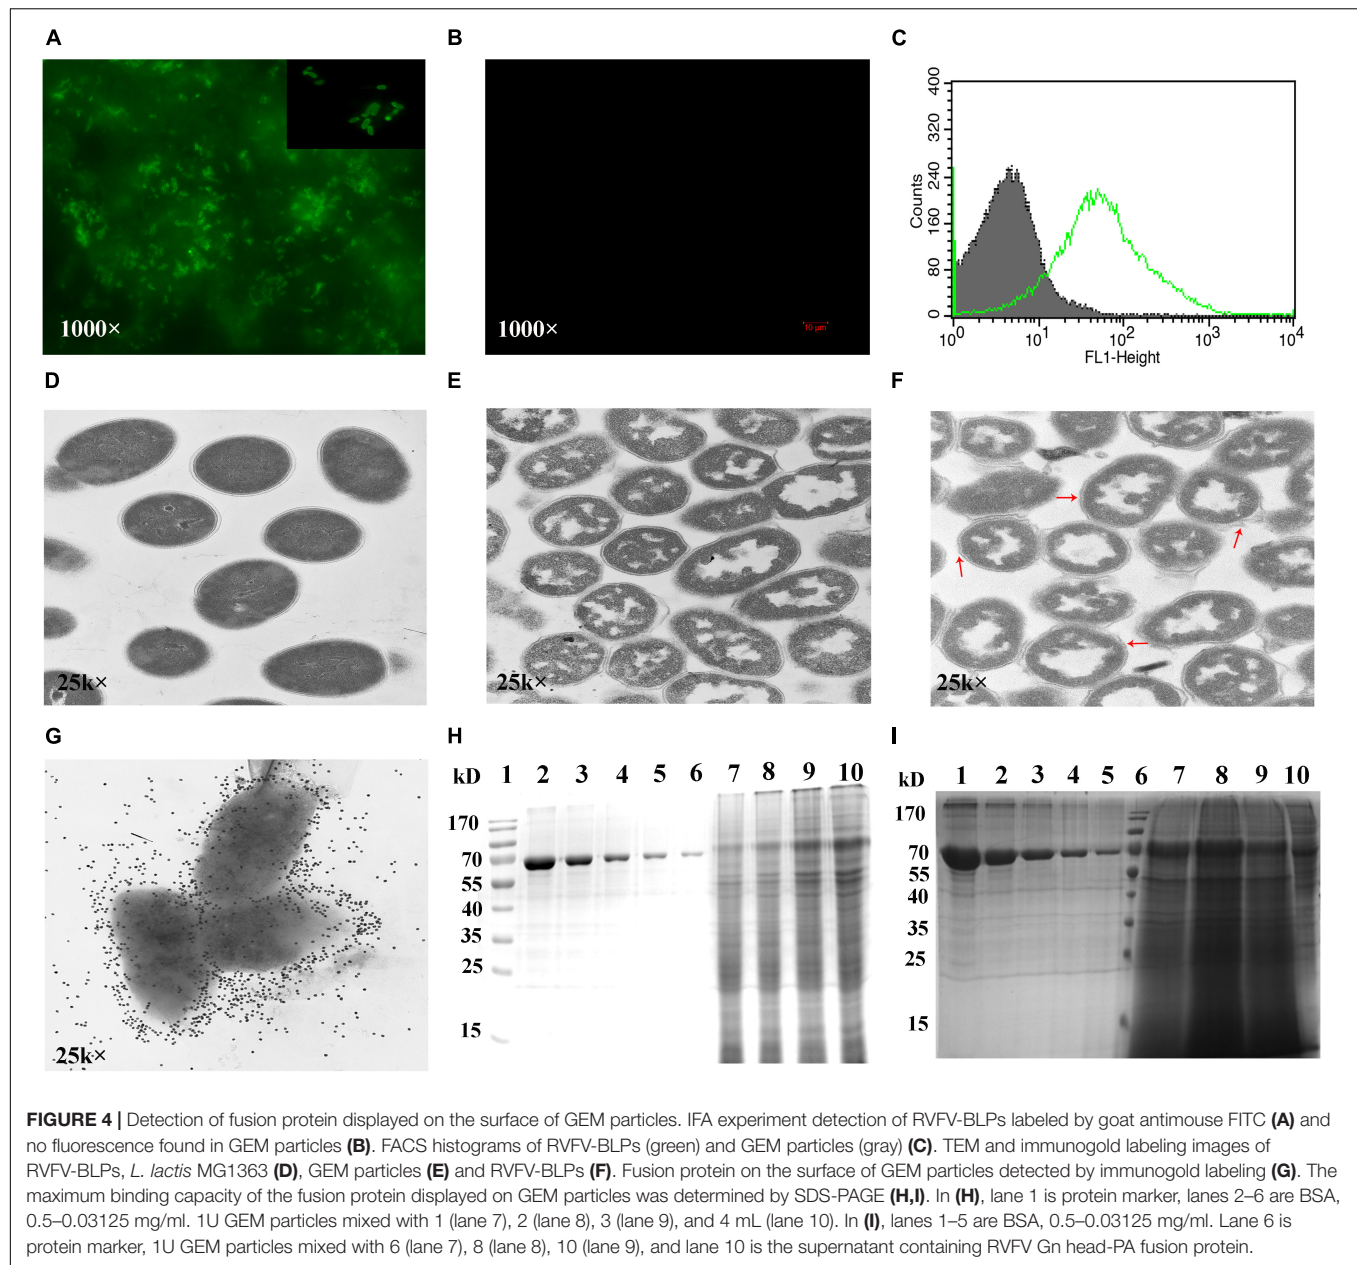 A
B
C
1000×
1000×
10 µm
Counts
400
320
240
160
80
0
10⁰ 10¹ 10² 10³ 10⁴
FL1-Height
D
E
F
25k×
25k×
25k×
G
H
I
25k×
kD 1 2 3 4 5 6 7 8 9 10
170
70
55
40
35
25
15
kD 1 2 3 4 5 6 7 8 9 10
170
70
55
40
35
25
15
FIGURE 4 | Detection of fusion protein displayed on the surface of GEM particles. IFA experiment detection of RVFV-BLPs labeled by goat antimouse FITC (A) and
no fluorescence found in GEM particles (B). FACS histograms of RVFV-BLPs (green) and GEM particles (gray) (C). TEM and immunogold labeling images of
RVFV-BLPs, L. lactis MG1363 (D), GEM particles (E) and RVFV-BLPs (F). Fusion protein on the surface of GEM particles detected by immunogold labeling (G). The
maximum binding capacity of the fusion protein displayed on GEM particles was determined by SDS-PAGE (H,I). In (H), lane 1 is protein marker, lanes 2–6 are BSA,
0.5–0.03125 mg/ml. 1U GEM particles mixed with 1 (lane 7), 2 (lane 8), 3 (lane 9), and 4 mL (lane 10). In (I), lanes 1–5 are BSA, 0.5–0.03125 mg/ml. Lane 6 is
protein marker, 1U GEM particles mixed with 6 (lane 7), 8 (lane 8), 10 (lane 9), and lane 10 is the supernatant containing RVFV Gn head-PA fusion protein.